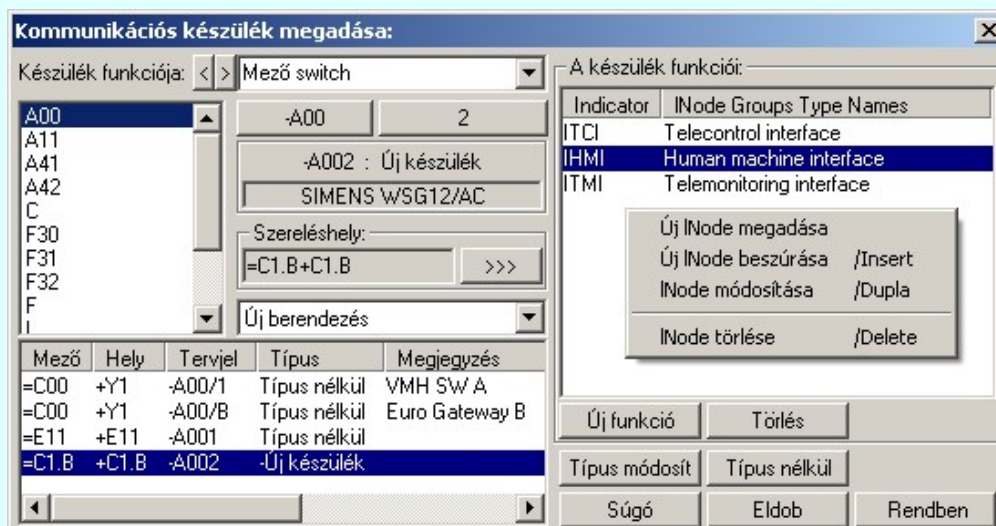 Kommunikációs készülék megadása:
Készülék funkciója: < > Mező switch
A00
A11
A41
A42
C
F30
F31
F32
F
-A00 2
-A002 : Új készülék
SIMENS WSG12/AC
Szereléshely:
=C1.B+C1.B >>>
Új berendezés
Mező Hely Tervjel Típus Megjegyzés
=C00 +Y1 -A00/1 Típus nélkül VMH SW A
=C00 +Y1 -A00/B Típus nélkül Euro Gateway B
=E11 +E11 -A001 Típus nélkül
=C1.B +C1.B -A002 -Új készülék
A készülék funkciói:
Indicator lNode Groups Type Names
ITCI Telecontrol interface
IHMI Human machine interface
ITMI Telemonitoring interface
Új lNode megadása
Új lNode beszúrása /Insert
lNode módosítása /Dupla
lNode törlése /Delete
Új funkció Törlés
Típus módosít Típus nélkül
Súgó Eldob Rendben